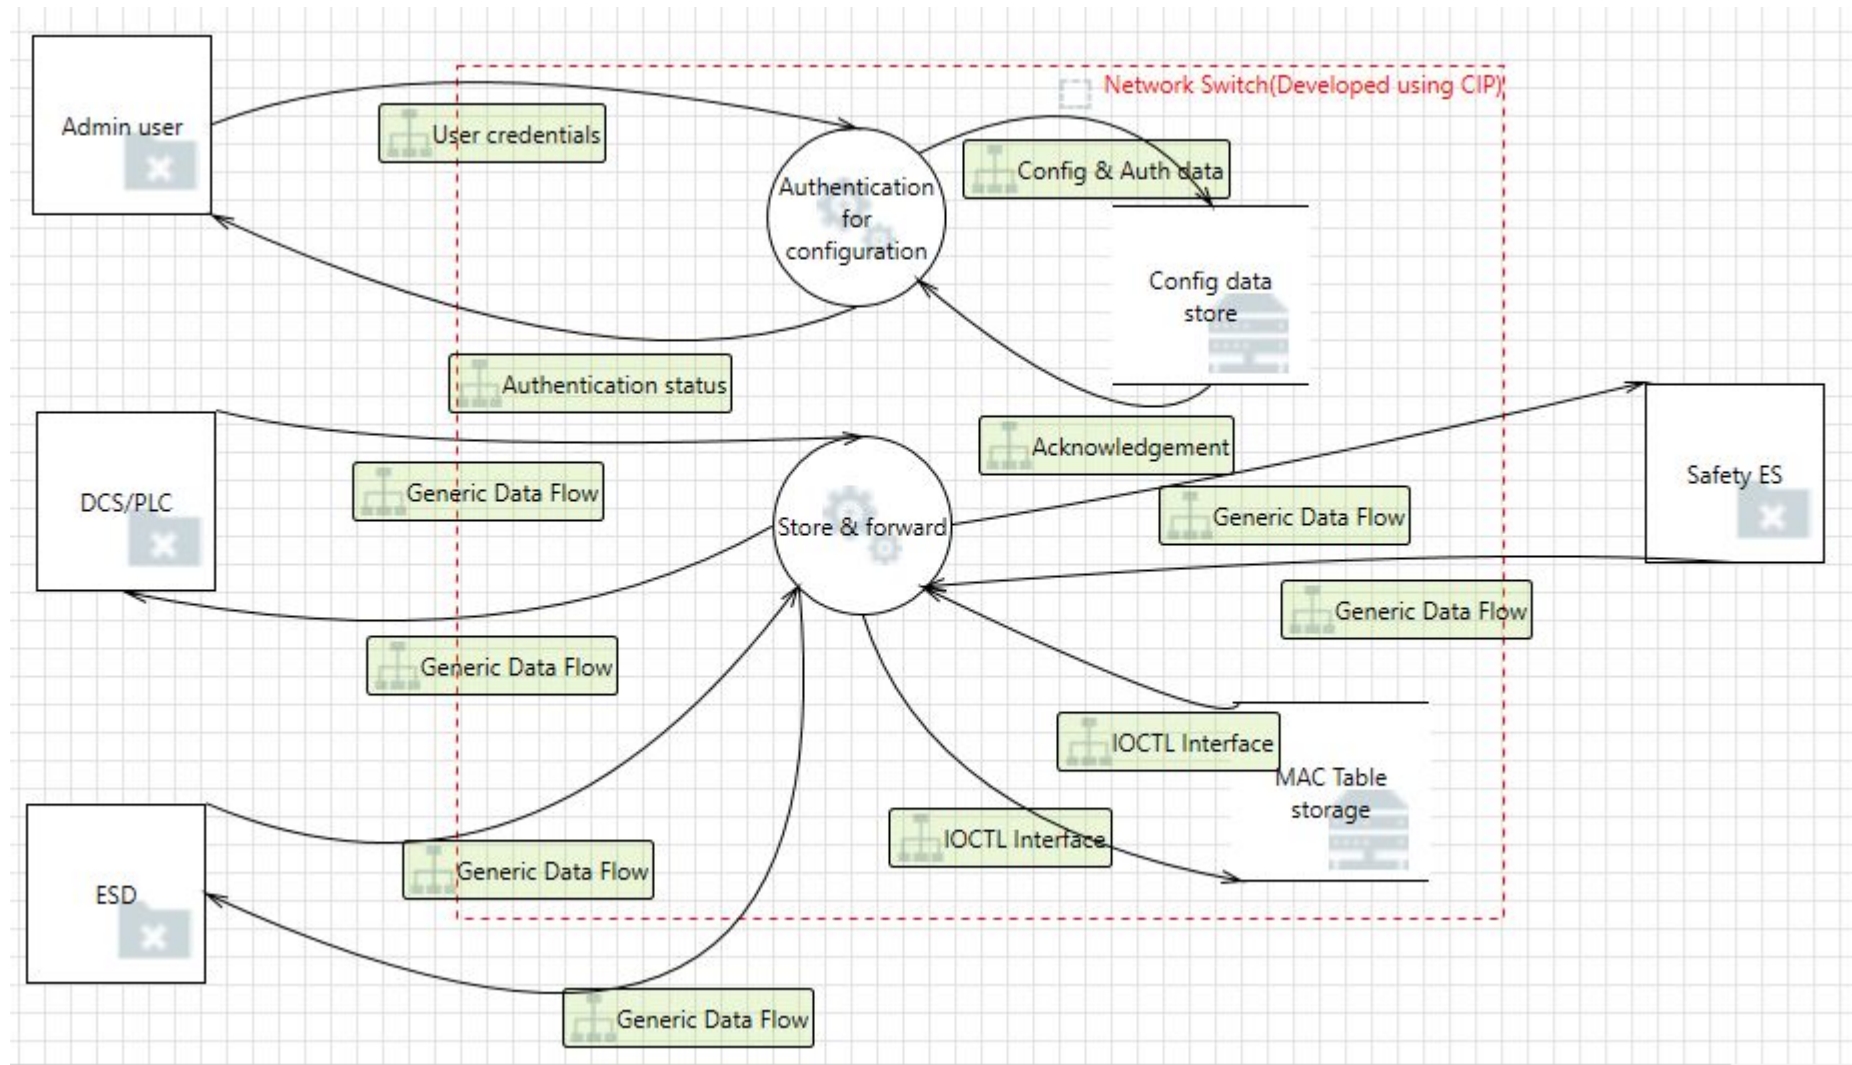 Network Switch(Developed using CIP)
Admin user
User credentials
Config & Auth data
Authentication
for
configuration
Config data
store
Authentication status
Acknowledgement
DCS/PLC
Generic Data Flow
Store & forward
Generic Data Flow
Safety ES
Generic Data Flow
Generic Data Flow
IOCTL Interface
MAC Table
storage
IOCTL Interface
ESD
Generic Data Flow
Generic Data Flow